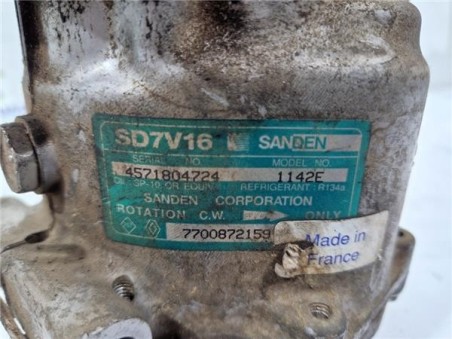 SD7V16 SANDEN
SERIAL NO. MODEL NO.
4571804724 1142E
SP-10 OR EQUIV. REFRIGERANT R134a
SANDEN CORPORATION
ROTATION C.W. ONLY
7700872159
Made in
France